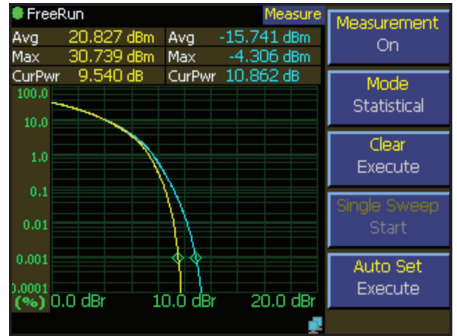 FreeRun Measure
Avg 20.827 dBm Avg -15.741 dBm
Max 30.739 dBm Max -4.306 dBm
CurPwr 9.540 dB CurPwr 10.862 dB
100.0
10.0
1.0
0.1
0.01
0.001
0.0001
(%) 0.0 dBr 10.0 dBr 20.0 dBr
Measurement
On
Mode
Statistical
Clear
Execute
Single Sweep
Start
Auto Set
Execute